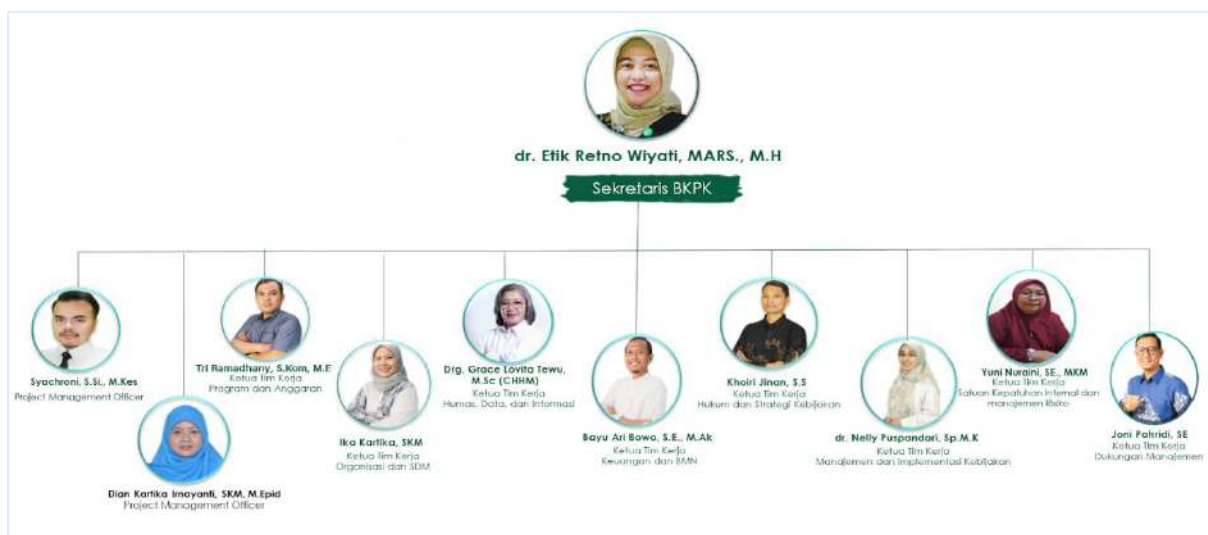 dr. Etik Retno Wiyati, MARS., M.H
Sekretaris BKPK
Syachroni, S.Si., M.Kes
Project Management Officer
Dian Kartika Irnayanti, SKM, M.Epid
Project Management Officer
Tri Ramadhany, S.Kom, M.E
Ketua Tim Kerja
Program dan Anggaran
Ika Kartika, SKM
Ketua Tim Kerja
Organisasi dan SDM
Drg. Grace Lovita Tewu,
M.Sc (CHHM)
Ketua Tim Kerja
Humas, Data, dan Informasi
Bayu Ari Bowo, S.E., M.Ak
Ketua Tim Kerja
Keuangan dan BMN
Khoiri Jinan, S.S
Ketua Tim Kerja
Hukum dan Strategi Kebijakan
dr. Nelly Puspandari, Sp.M.K
Ketua Tim Kerja
Manajemen dan Implementasi Kebijakan
Yuni Nuraini, SE., MKM
Ketua Tim Kerja
Satuan Kepatuhan Internal dan
manajemen Risiko
Joni Pahridi, SE
Ketua Tim Kerja
Dukungan Manajemen